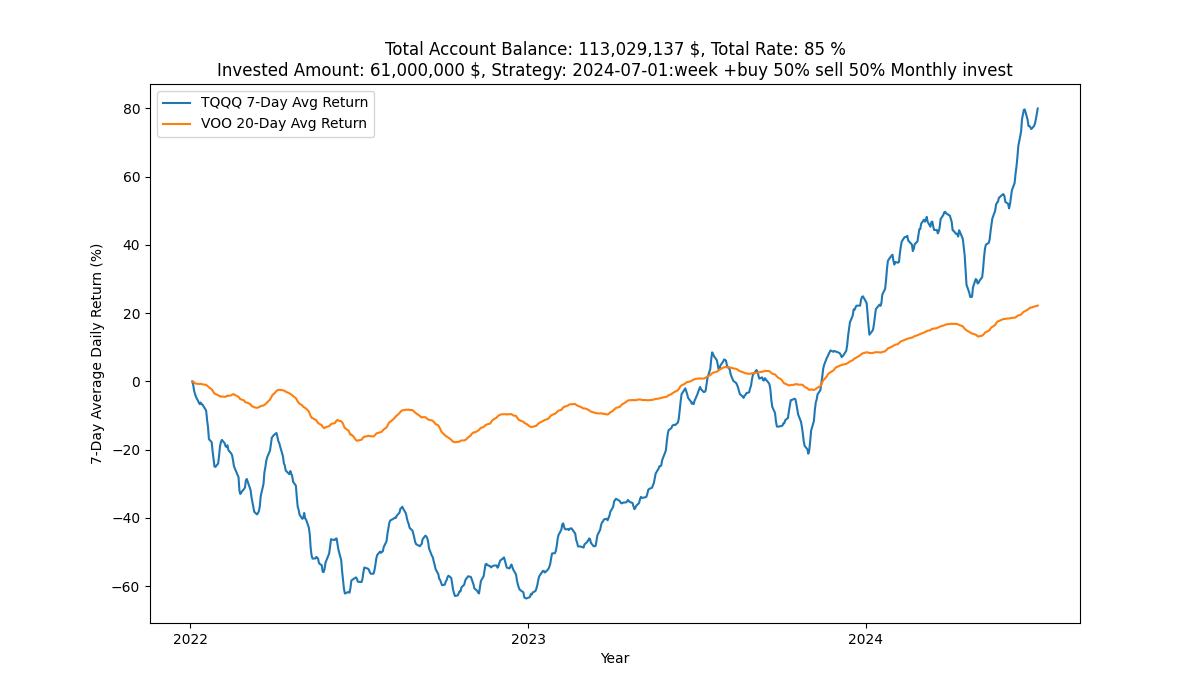 Total Account Balance: 113,029,137 $, Total Rate: 85 %
Invested Amount: 61,000,000 $, Strategy: 2024-07-01:week +buy 50% sell 50% Monthly invest
TQQQ 7-Day Avg Return
VOO 20-Day Avg Return
7-Day Average Daily Return (%)
80
60
40
20
0
−20
−40
−60
2022
2023
2024
Year